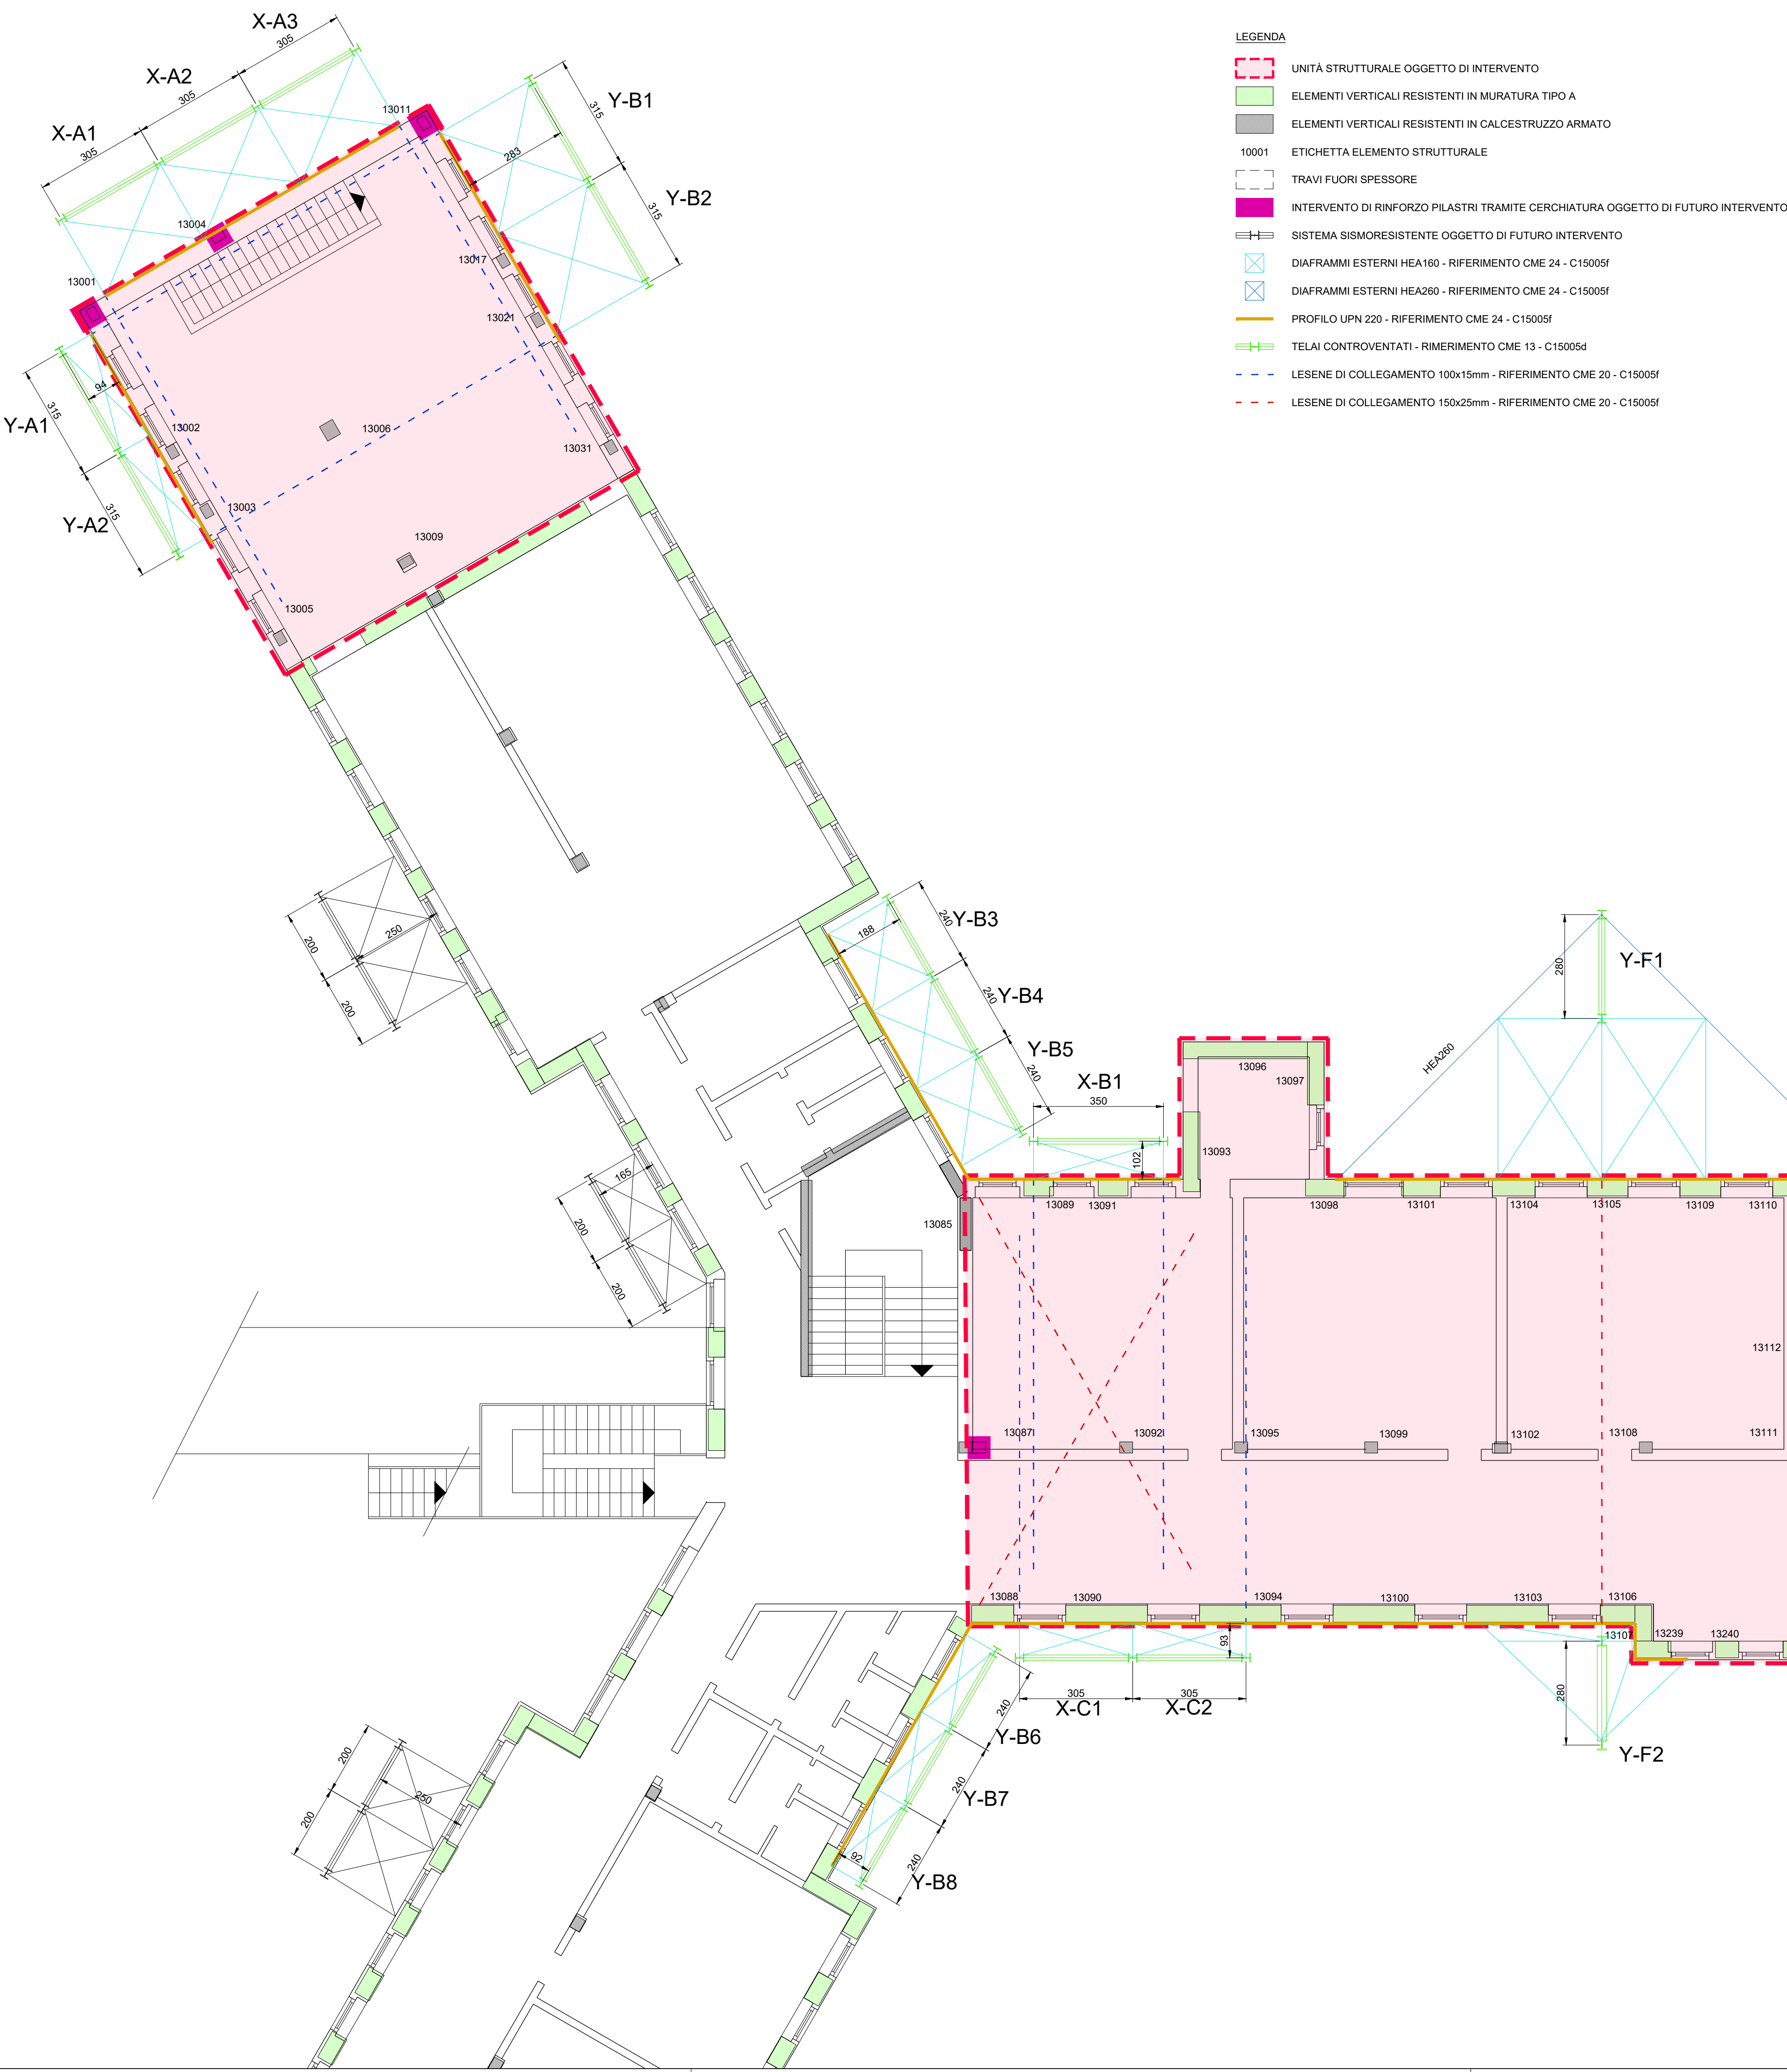 LEGENDA
UNITÀ STRUTTURALE OGGETTO DI INTERVENTO
ELEMENTI VERTICALI RESISTENTI IN MURATURA TIPO A
ELEMENTI VERTICALI RESISTENTI IN CALCESTRUZZO ARMATO
10001 ETICHETTA ELEMENTO STRUTTURALE
TRAVI FUORI SPESSORE
INTERVENTO DI RINFORZO PILASTRI TRAMITE CERCHIATURA OGGETTO DI FUTURO INTERVENTO
SISTEMA SISMORESISTENTE OGGETTO DI FUTURO INTERVENTO
DIAFRAMMI ESTERNI HEA160 - RIFERIMENTO CME 24 - C15005f
DIAFRAMMI ESTERNI HEA260 - RIFERIMENTO CME 24 - C15005f
PROFILO UPN 220 - RIFERIMENTO CME 24 - C15005f
TELAI CONTROVENTATI - RIMERIMENTO CME 13 - C15005d
LESENE DI COLLEGAMENTO 100x15mm - RIFERIMENTO CME 20 - C15005f
LESENE DI COLLEGAMENTO 150x25mm - RIFERIMENTO CME 20 - C15005f
X-A3
305
X-A2
305
X-A1
305
13011
Y-B1
315
283
Y-B2
315
13004
13001
13017
13021
94
315
Y-A1
13002
13006
13031
13003
315
Y-A2
13009
13005
250
200
200
188
240
Y-B3
240
Y-B4
240
Y-B5
X-B1
350
102
165
200
200
280
Y-F1
HEA260
13096
13097
13093
13089
13091
13098
13101
13104
13105
13109
13110
13085
13112
13087
13092
13095
13099
13102
13108
13111
13088
13090
13094
13100
13103
13106
13107
13239
13240
93
305
305
X-C1
X-C2
280
Y-F2
240
Y-B6
240
Y-B7
92
240
Y-B8
200
250
200